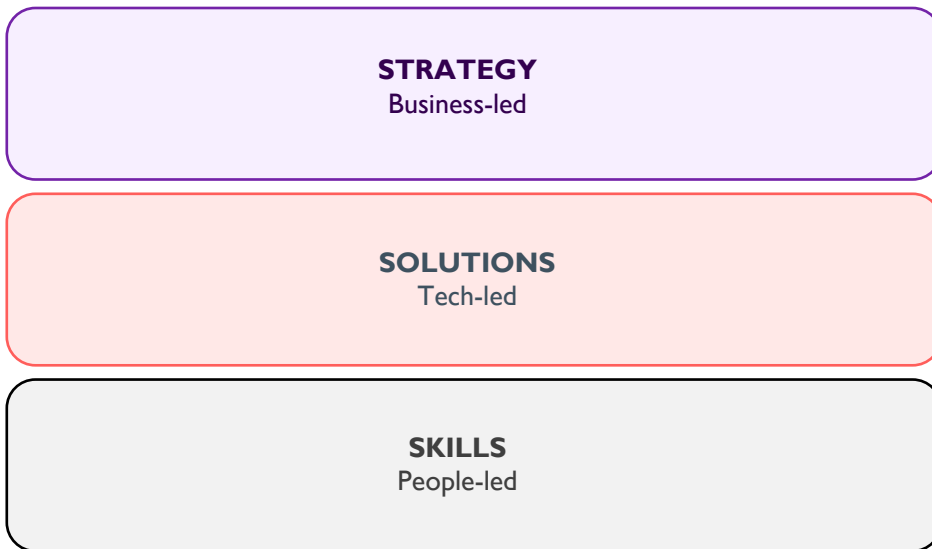 STRATEGY
Business-led
SOLUTIONS
Tech-led
SKILLS
People-led